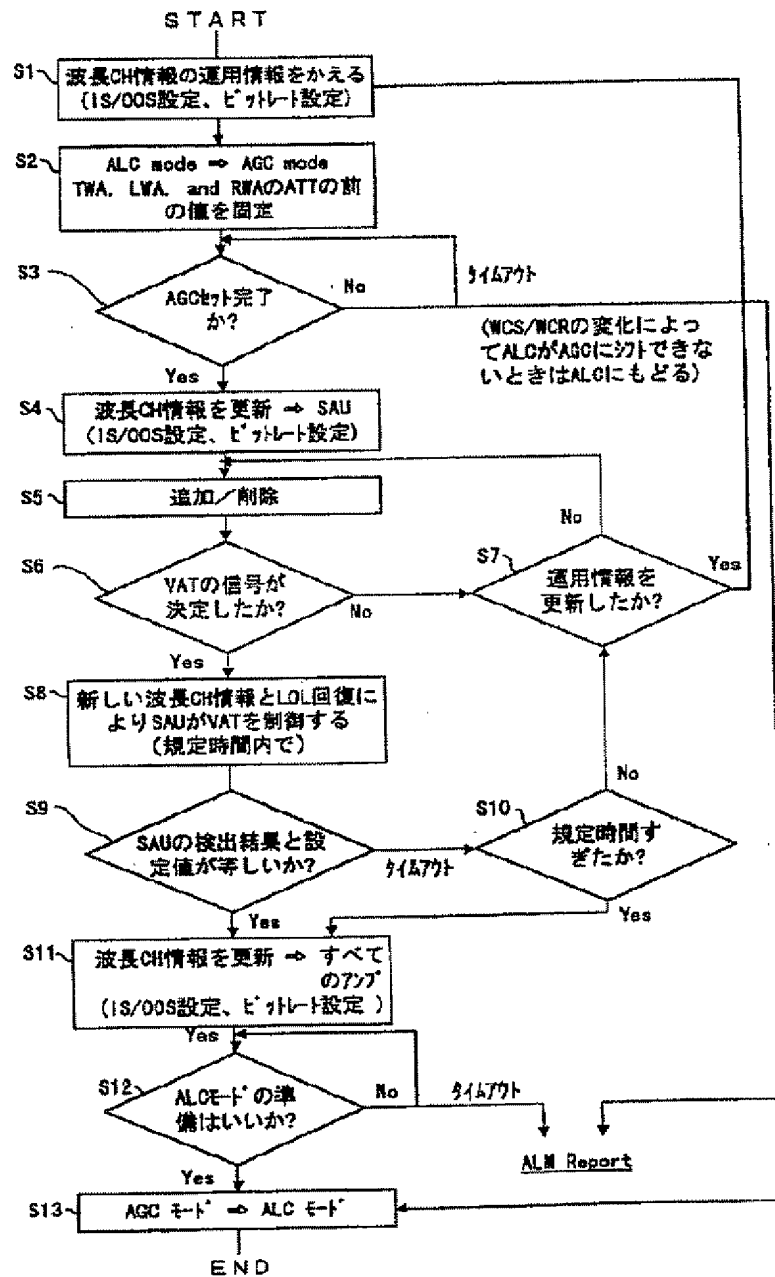 START
S1
波長CH情報の運用情報をかえる
(IS/OOS設定、ビットレート設定)
S2
ALC mode ⇒ AGC mode
TWA. LWA. and RWAのATTの前
の値を固定
S3
AGCセット完了
か?
No
タイムアウト
(WCS/WCRの変化によっ
てALCがAGCにシフトできな
いときはALCにもどる)
Yes
S4
波長CH情報を更新 ⇒ SAU
(IS/OOS設定、ビットレート設定)
S5
追加/削除
S6
VATの信号が
決定したか?
No
Yes
S7
運用情報を
更新したか?
No
Yes
S8
新しい波長CH情報とLOL回復に
よりSAUがVATを制御する
(規定時間内で)
S9
SAUの検出結果と設
定値が等しいか?
タイムアウト
Yes
S10
規定時間す
ぎたか?
No
Yes
S11
波長CH情報を更新 ⇒ すべて
のアンプ
(IS/OOS設定、ビットレート設定 )
Yes
S12
ALCモードの準
備はいいか?
No
タイムアウト
Yes
ALM Report
S13
AGC モード ⇒ ALC モード
END